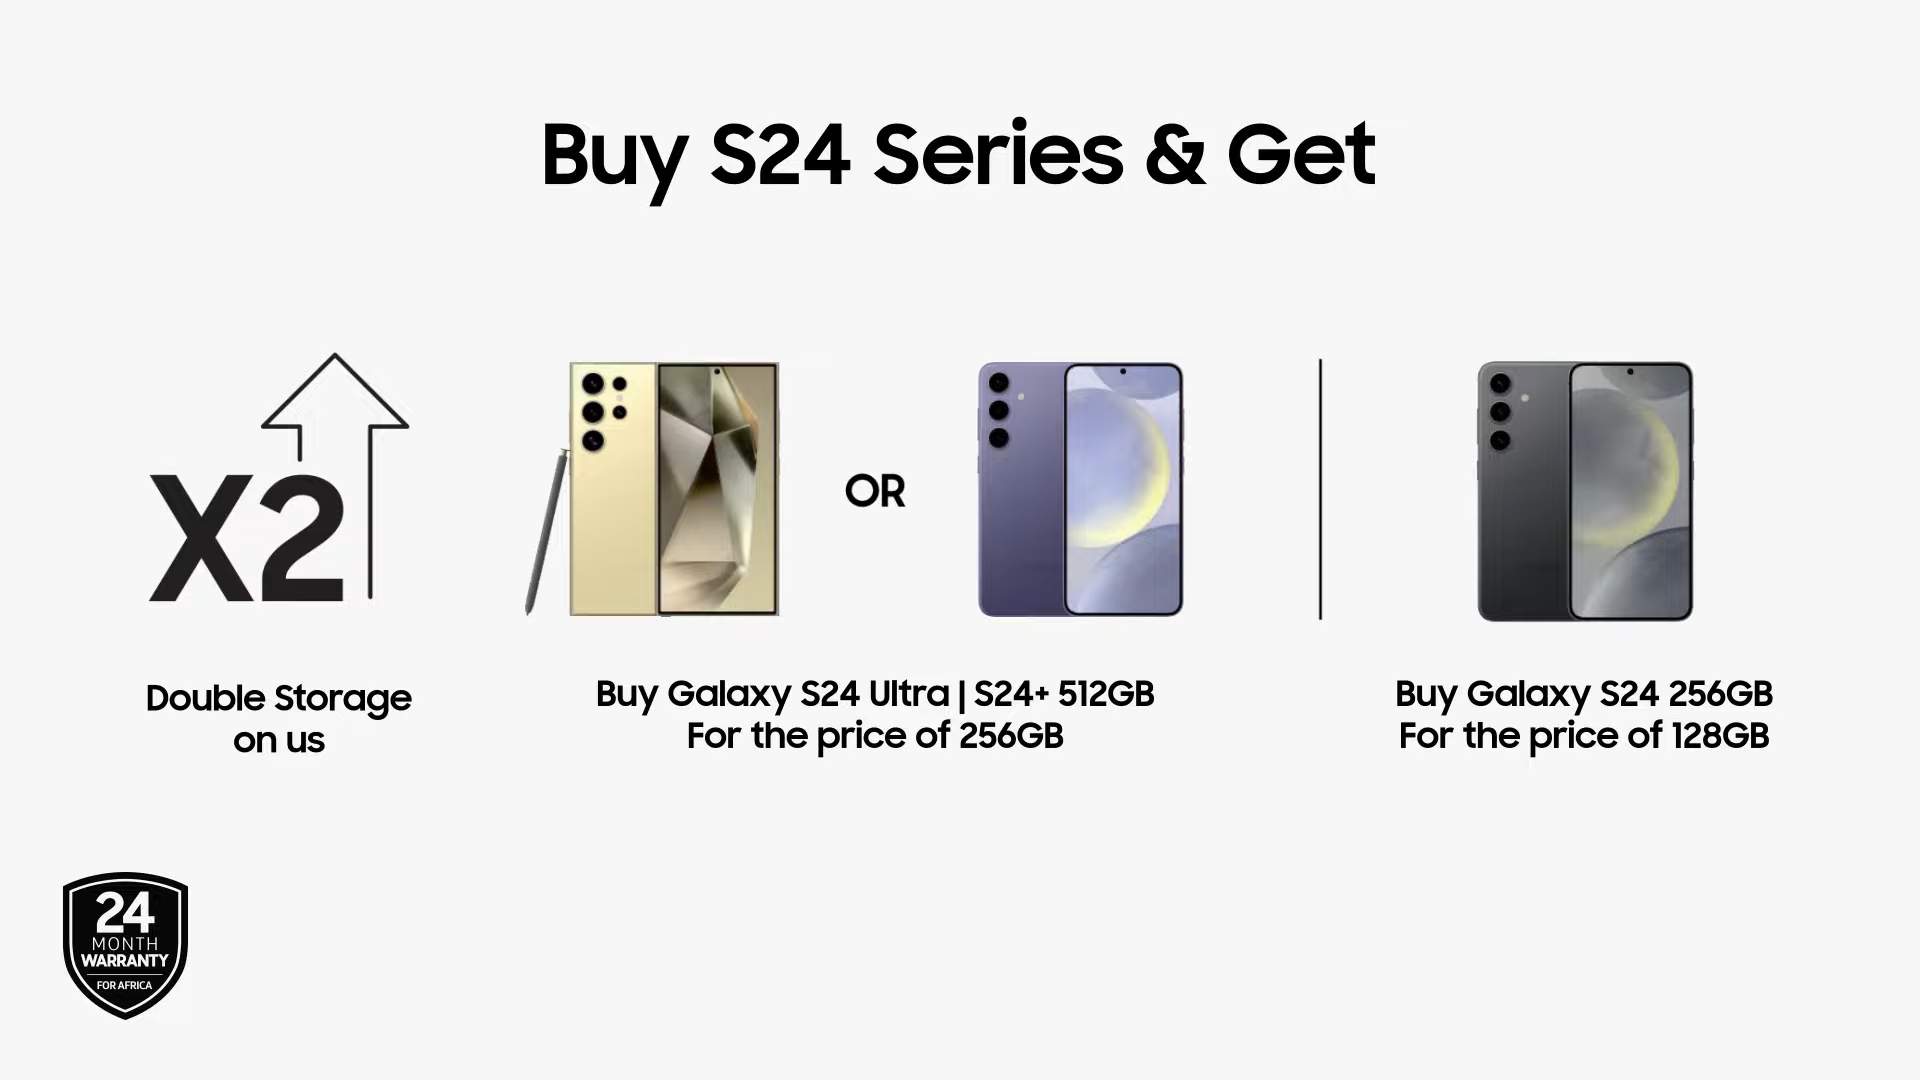 Buy S24 Series & Get
X2
Double Storage
on us
OR
Buy Galaxy S24 Ultra | S24+ 512GB
For the price of 256GB
Buy Galaxy S24 256GB
For the price of 128GB
24
MONTH
WARRANTY
FOR AFRICA